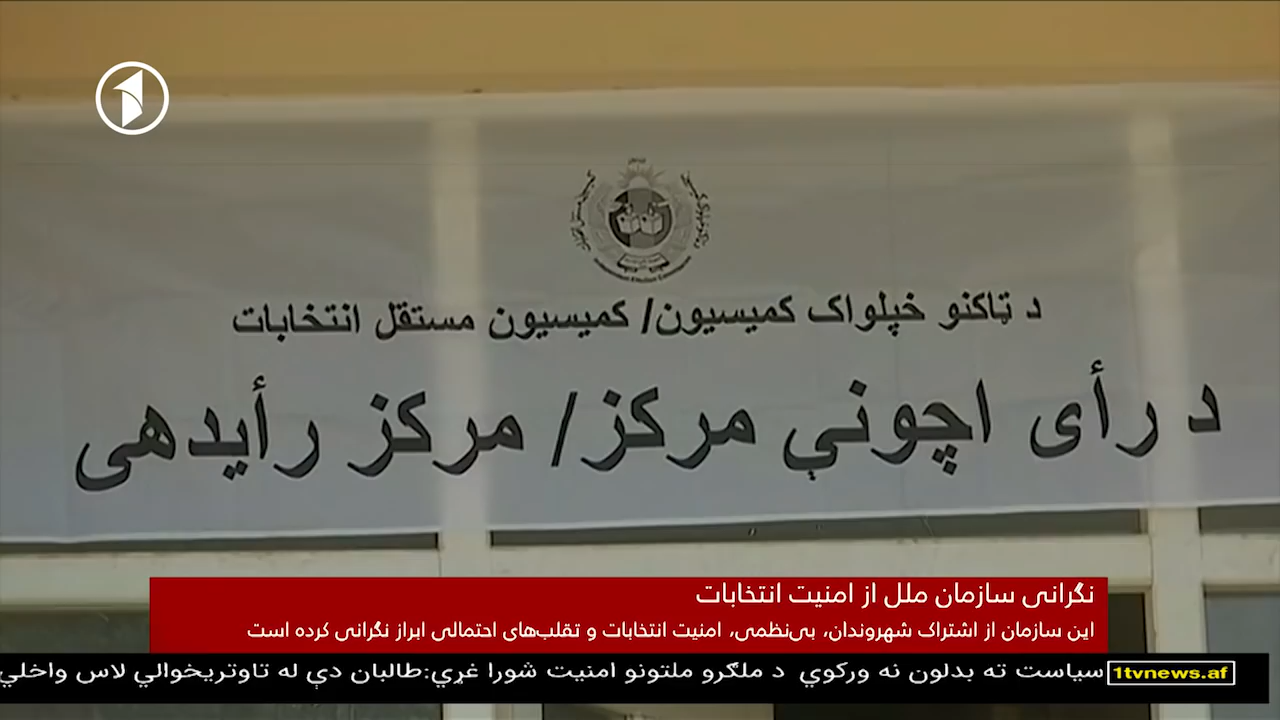 د ټاکنو خپلواک کمیسیون/ کمیسیون مستقل انتخابات
د رأی اچونې مرکز/ مرکز رأیدهی
نگرانی سازمان ملل از امنیت انتخابات
این سازمان از اشتراک شهروندان، بی‌نظمی، امنیت انتخابات و تقلب‌های احتمالی ابراز نگرانی کرده است
1tvnews.af سیاست ته بدلون نه ورکوي د ملګرو ملتونو امنیت شورا غړي:طالبان دې له تاوتریخوالي لاس واخلي